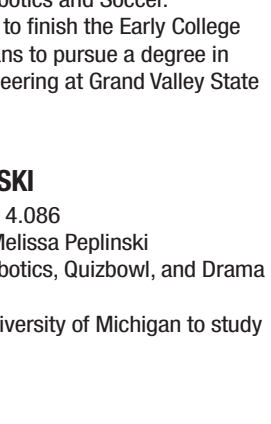 botics and Soccer.
to finish the Early College
ns to pursue a degree in
eering at Grand Valley State
SKI
4.086
Melissa Peplinski
botics, Quizbowl, and Drama
iversity of Michigan to study